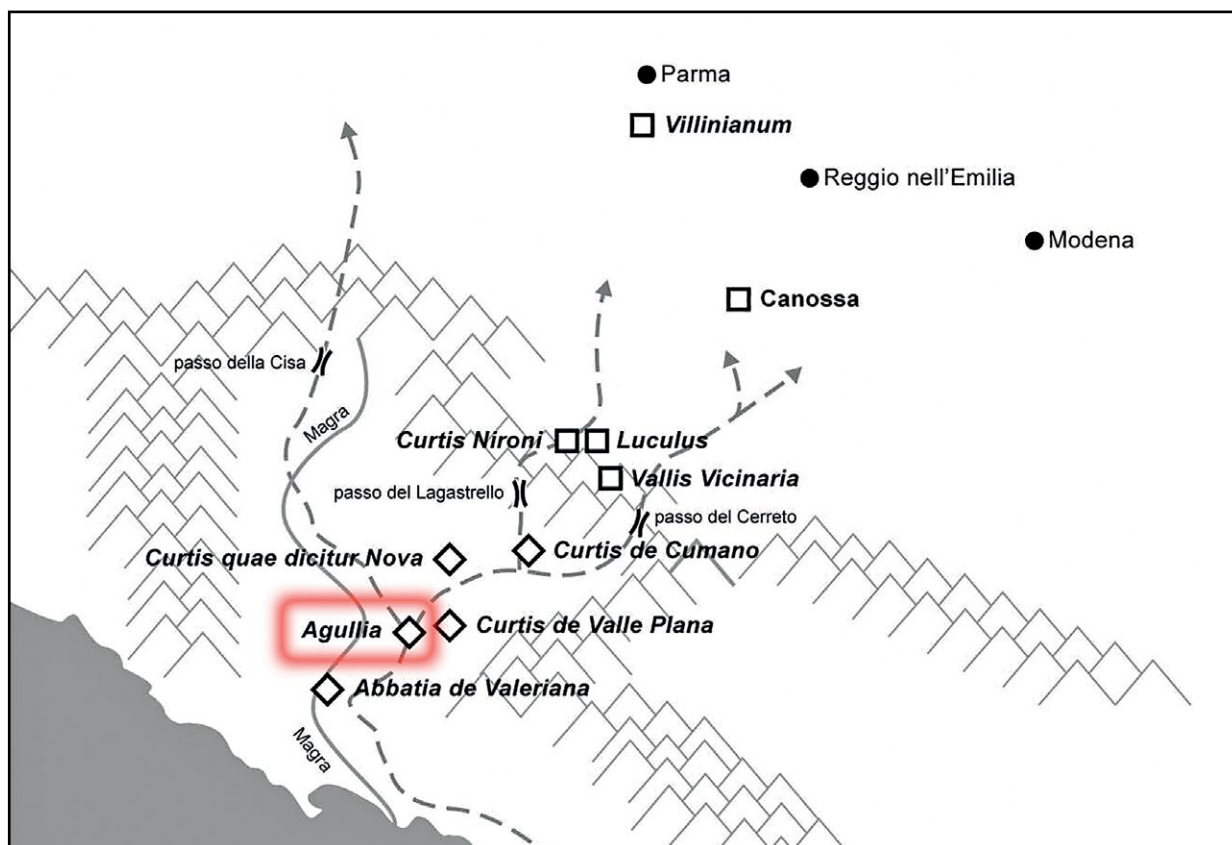 Parma
Villinianum
Reggio nell'Emilia
Modena
Canossa
passo della Cisa
Magra
Curtis Nironi
Luculus
Vallis Vicinaria
passo del Lagastrello
passo del Cerreto
Curtis quae dicitur Nova
Curtis de Cumano
Agullia
Curtis de Valle Plana
Abbatia de Valeriana
Magra